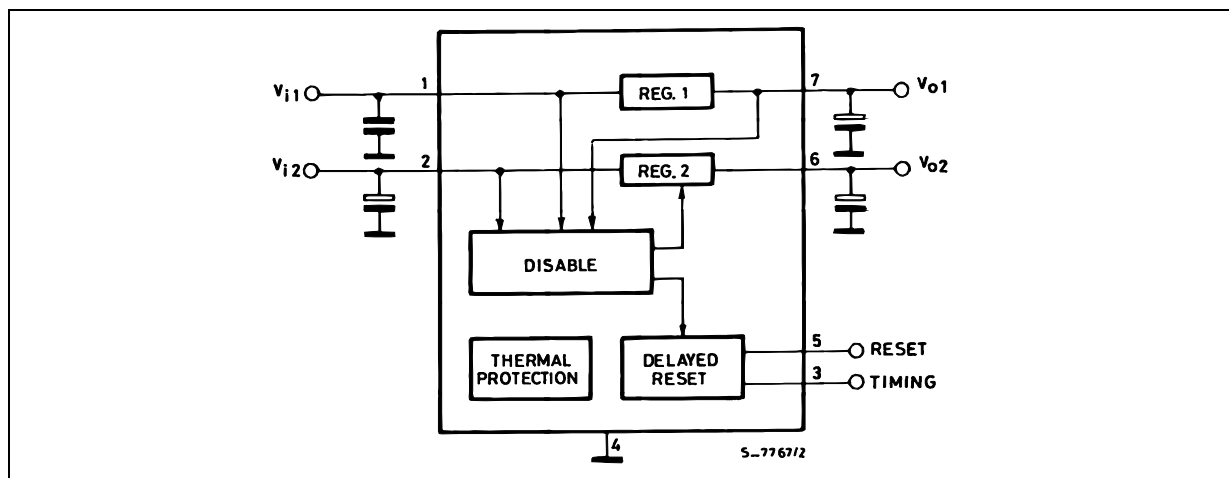 Vi1 1 REG. 1 7 Vo1
Vi2 2 REG. 2 6 Vo2
DISABLE
THERMAL PROTECTION
DELAYED RESET
5 RESET
3 TIMING
4
S_7767/2